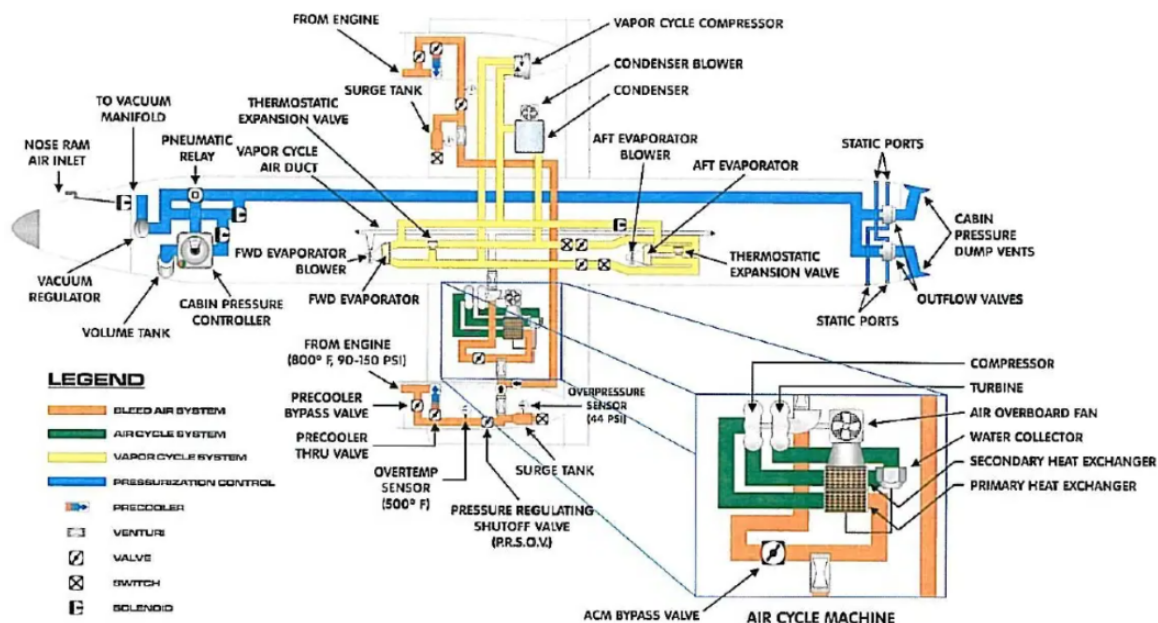 FROM ENGINE
VAPOR CYCLE COMPRESSOR
CONDENSER BLOWER
CONDENSER
SURGE TANK
TO VACUUM
MANIFOLD
THERMOSTATIC
EXPANSION VALVE
NOSE RAM
AIR INLET
PNEUMATIC
RELAY
VAPOR CYCLE
AIR DUCT
AFT EVAPORATOR
BLOWER
AFT EVAPORATOR
STATIC PORTS
CABIN
PRESSURE
DUMP VENTS
VACUUM
REGULATOR
VOLUME TANK
CABIN PRESSURE
CONTROLLER
FWD EVAPORATOR
BLOWER
FWD EVAPORATOR
THERMOSTATIC
EXPANSION VALVE
OUTFLOW VALVES
STATIC PORTS
FROM ENGINE
(800° F, 90-150 PSI)
PRECOOLER
BYPASS VALVE
PRECOOLER
THRU VALVE
OVERTEMP
SENSOR
(500° F)
PRESSURE REGULATING
SHUTOFF VALVE
(P.R.S.O.V.)
OVERPRESSURE
SENSOR
(44 PSI)
SURGE TANK
LEGEND
BLEED AIR SYSTEM
AIR CYCLE SYSTEM
VAPOR CYCLE SYSTEM
PRESSURIZATION CONTROL
PRECOOLER
VENTURI
VALVE
SWITCH
SOLENOID
COMPRESSOR
TURBINE
AIR OVERBOARD FAN
WATER COLLECTOR
SECONDARY HEAT EXCHANGER
PRIMARY HEAT EXCHANGER
ACM BYPASS VALVE
AIR CYCLE MACHINE